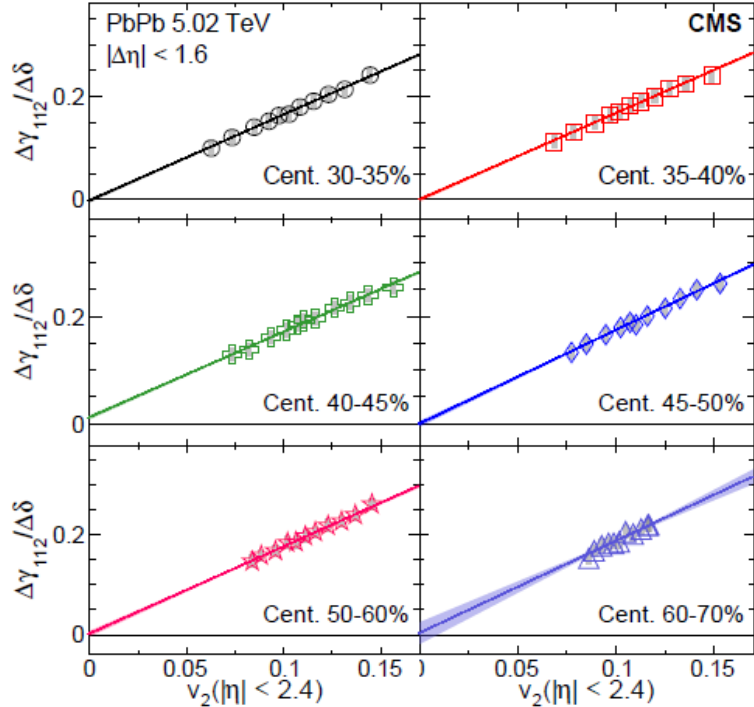 PbPb 5.02 TeV
|Δη| < 1.6
CMS
Δγ₁₁₂/Δδ
0.2
0
Cent. 30-35%
Cent. 35-40%
Δγ₁₁₂/Δδ
0.2
0
Cent. 40-45%
Cent. 45-50%
Δγ₁₁₂/Δδ
0.2
0
Cent. 50-60%
Cent. 60-70%
0 0.05 0.1 0.15 0 0.05 0.1 0.15
v₂(|η| < 2.4) v₂(|η| < 2.4)